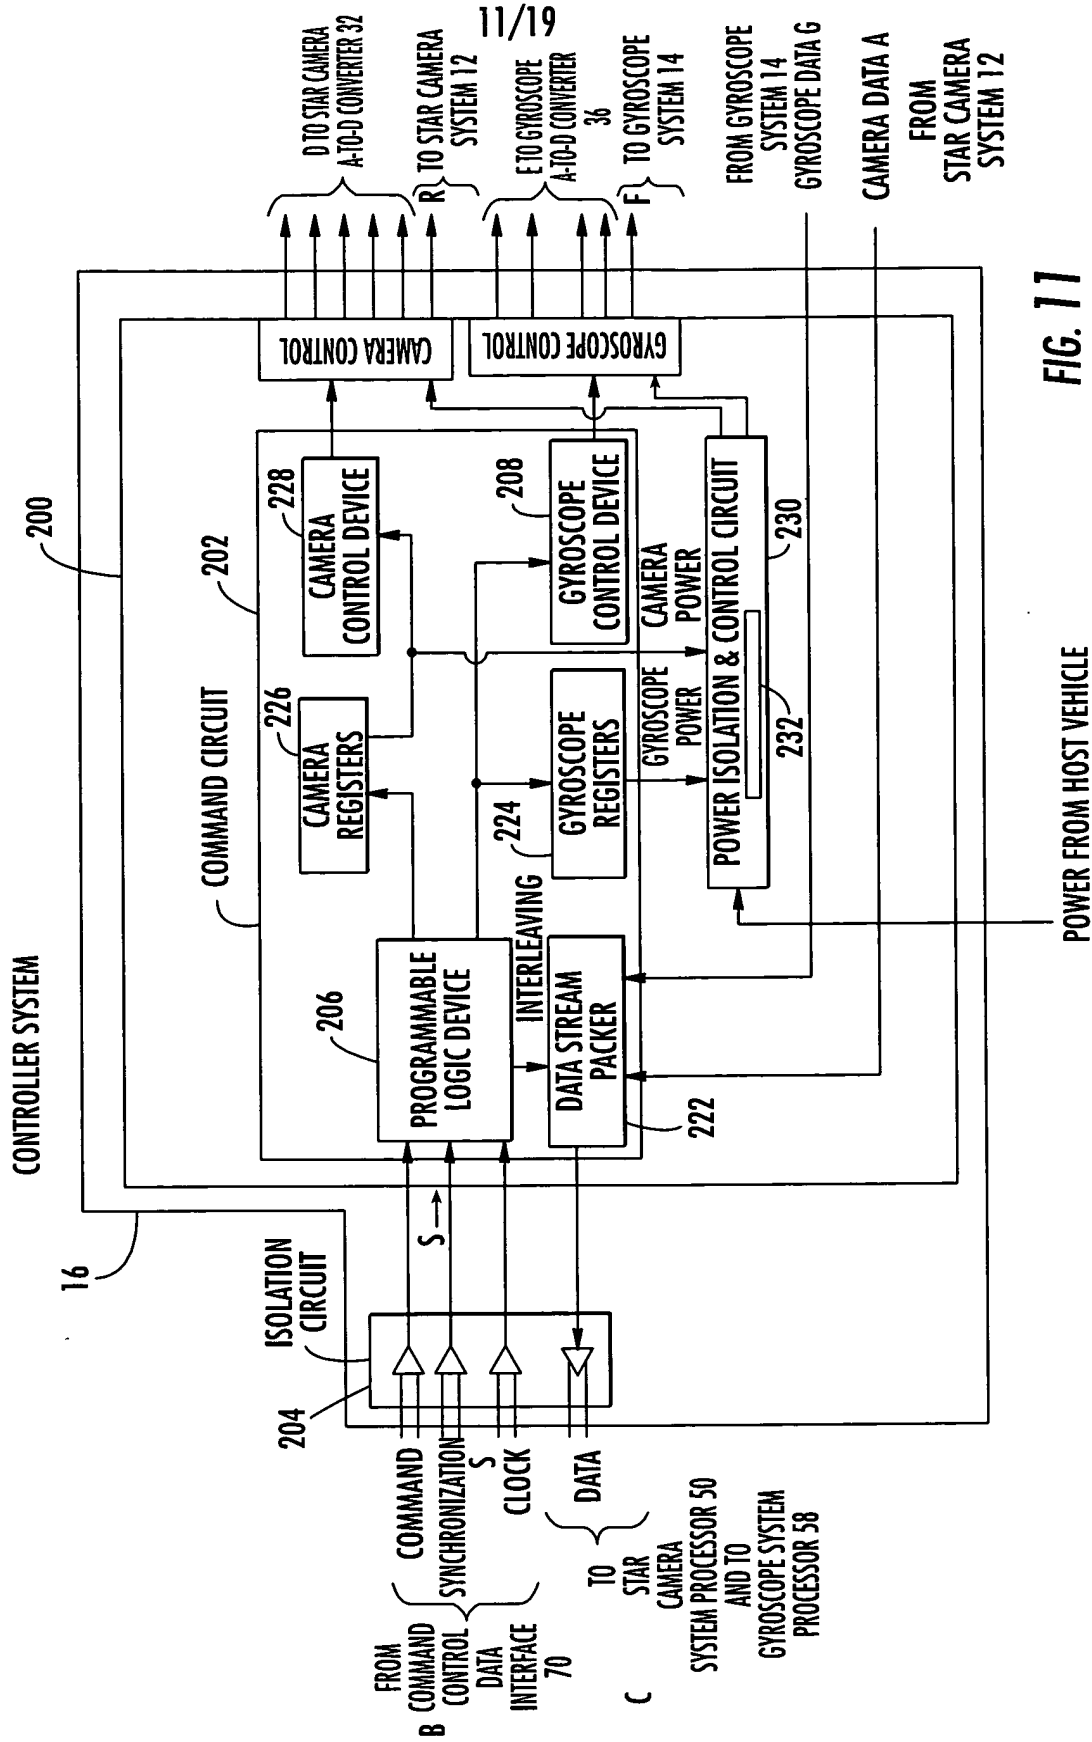 11/19
CONTROLLER SYSTEM
16
200
ISOLATION
CIRCUIT
204
COMMAND CIRCUIT
202
FROM
B COMMAND
CONTROL
DATA
INTERFACE
70
COMMAND
SYNCHRONIZATION
S
CLOCK
DATA
C
TO
STAR
CAMERA
SYSTEM PROCESSOR 50
AND TO
GYROSCOPE SYSTEM
PROCESSOR 58
S
206
PROGRAMMABLE
LOGIC DEVICE
INTERLEAVING
DATA STREAM
PACKER
222
226
CAMERA
REGISTERS
228
CAMERA
CONTROL DEVICE
224
GYROSCOPE
REGISTERS
208
GYROSCOPE
CONTROL DEVICE
GYROSCOPE
POWER
CAMERA
POWER
POWER ISOLATION & CONTROL CIRCUIT
232
230
CAMERA CONTROL
GYROSCOPE CONTROL
D TO STAR CAMERA
A-TO-D CONVERTER 32
R TO STAR CAMERA
SYSTEM 12
E TO GYROSCOPE
A-TO-D CONVERTER
36
F TO GYROSCOPE
SYSTEM 14
FROM GYROSCOPE
SYSTEM 14
GYROSCOPE DATA G
CAMERA DATA A
FROM
STAR CAMERA
SYSTEM 12
POWER FROM HOST VEHICLE
FIG. 11